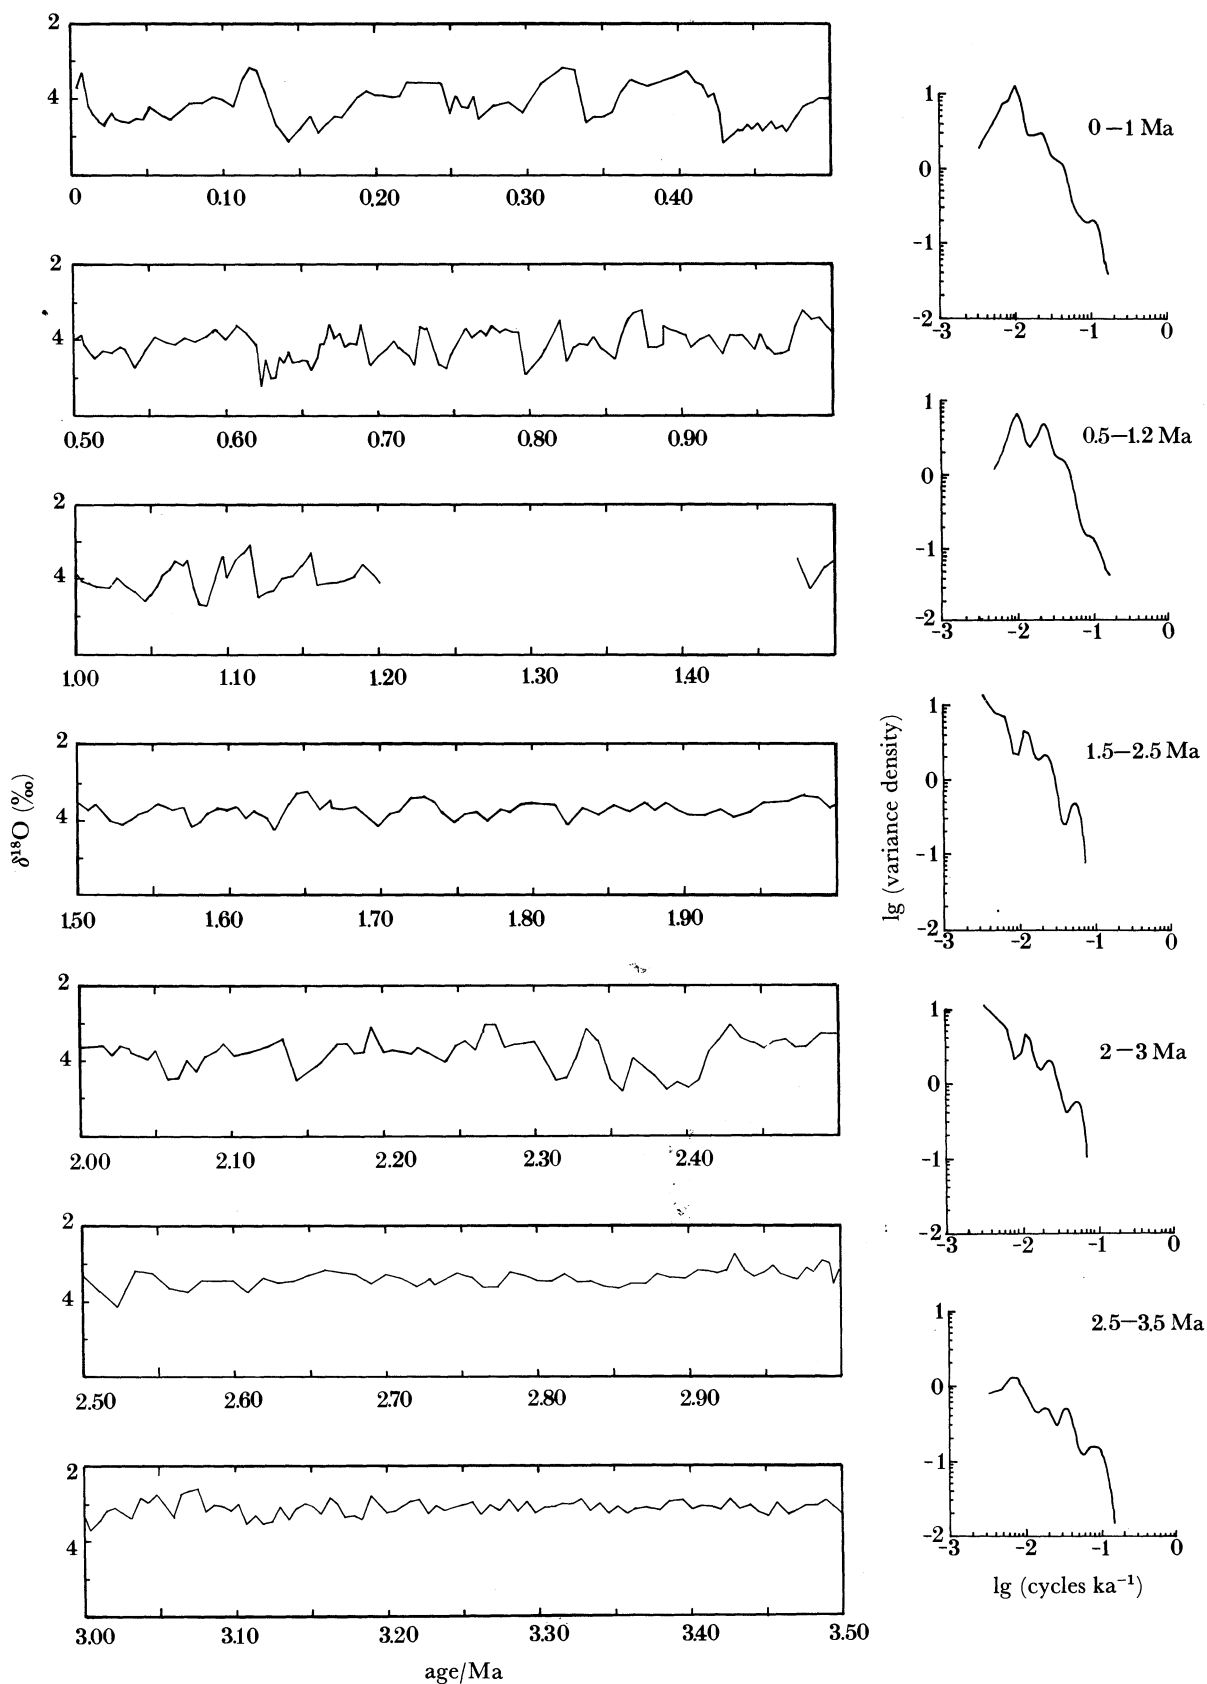 2
4
0 0.10 0.20 0.30 0.40
2
4
0.50 0.60 0.70 0.80 0.90
2
4
1.00 1.10 1.20 1.30 1.40
2
4
1.50 1.60 1.70 1.80 1.90
2
4
2.00 2.10 2.20 2.30 2.40
2
4
2.50 2.60 2.70 2.80 2.90
2
4
3.00 3.10 3.20 3.30 3.40 3.50
age/Ma
δ¹⁸O (‰)
1
0
-1
-2
-3 -2 -1 0
0–1 Ma
1
0
-1
-2
-3 -2 -1 0
0.5–1.2 Ma
1
0
-1
-2
-3 -2 -1 0
1.5–2.5 Ma
lg (variance density)
1
0
-1
-2
-3 -2 -1 0
2–3 Ma
1
0
-1
-2
-3 -2 -1 0
2.5–3.5 Ma
lg (cycles ka⁻¹)